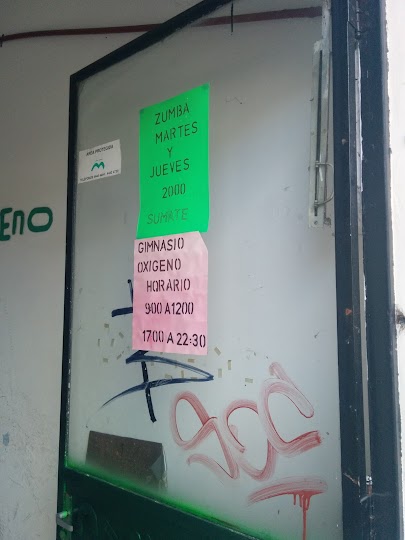 ZUMBA
MARTES
Y
JUEVES
2000
SUMATE
GIMNASIO
OXIGENO
HORARIO
900 A 1200
1700 A 22:30
ENO